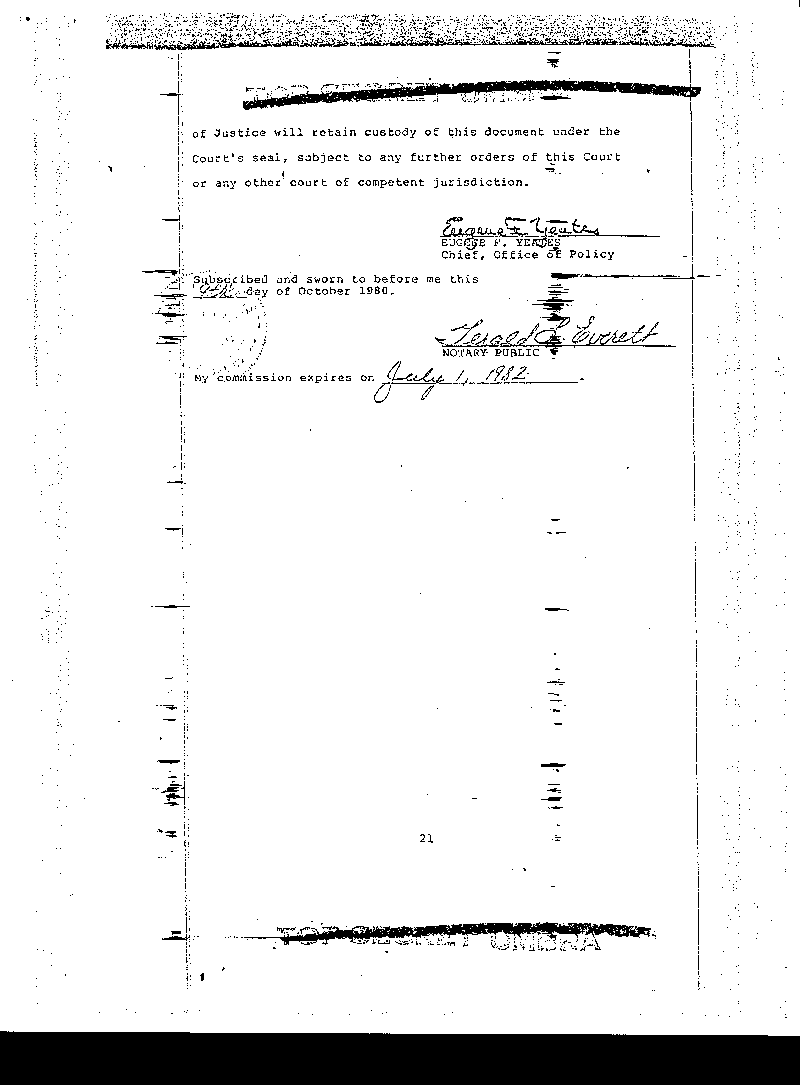 TOP SECRET UMBRA
of Justice will retain custody of this document under the
Court's seal, subject to any further orders of this Court
or any other court of competent jurisdiction.
Eugene F. Yeates
EUGENE F. YEATES
Chief, Office of Policy
Subscribed and sworn to before me this
9th day of October 1980.
Everett
NOTARY PUBLIC
My commission expires on July 1, 1982.
21
TOP SECRET UMBRA